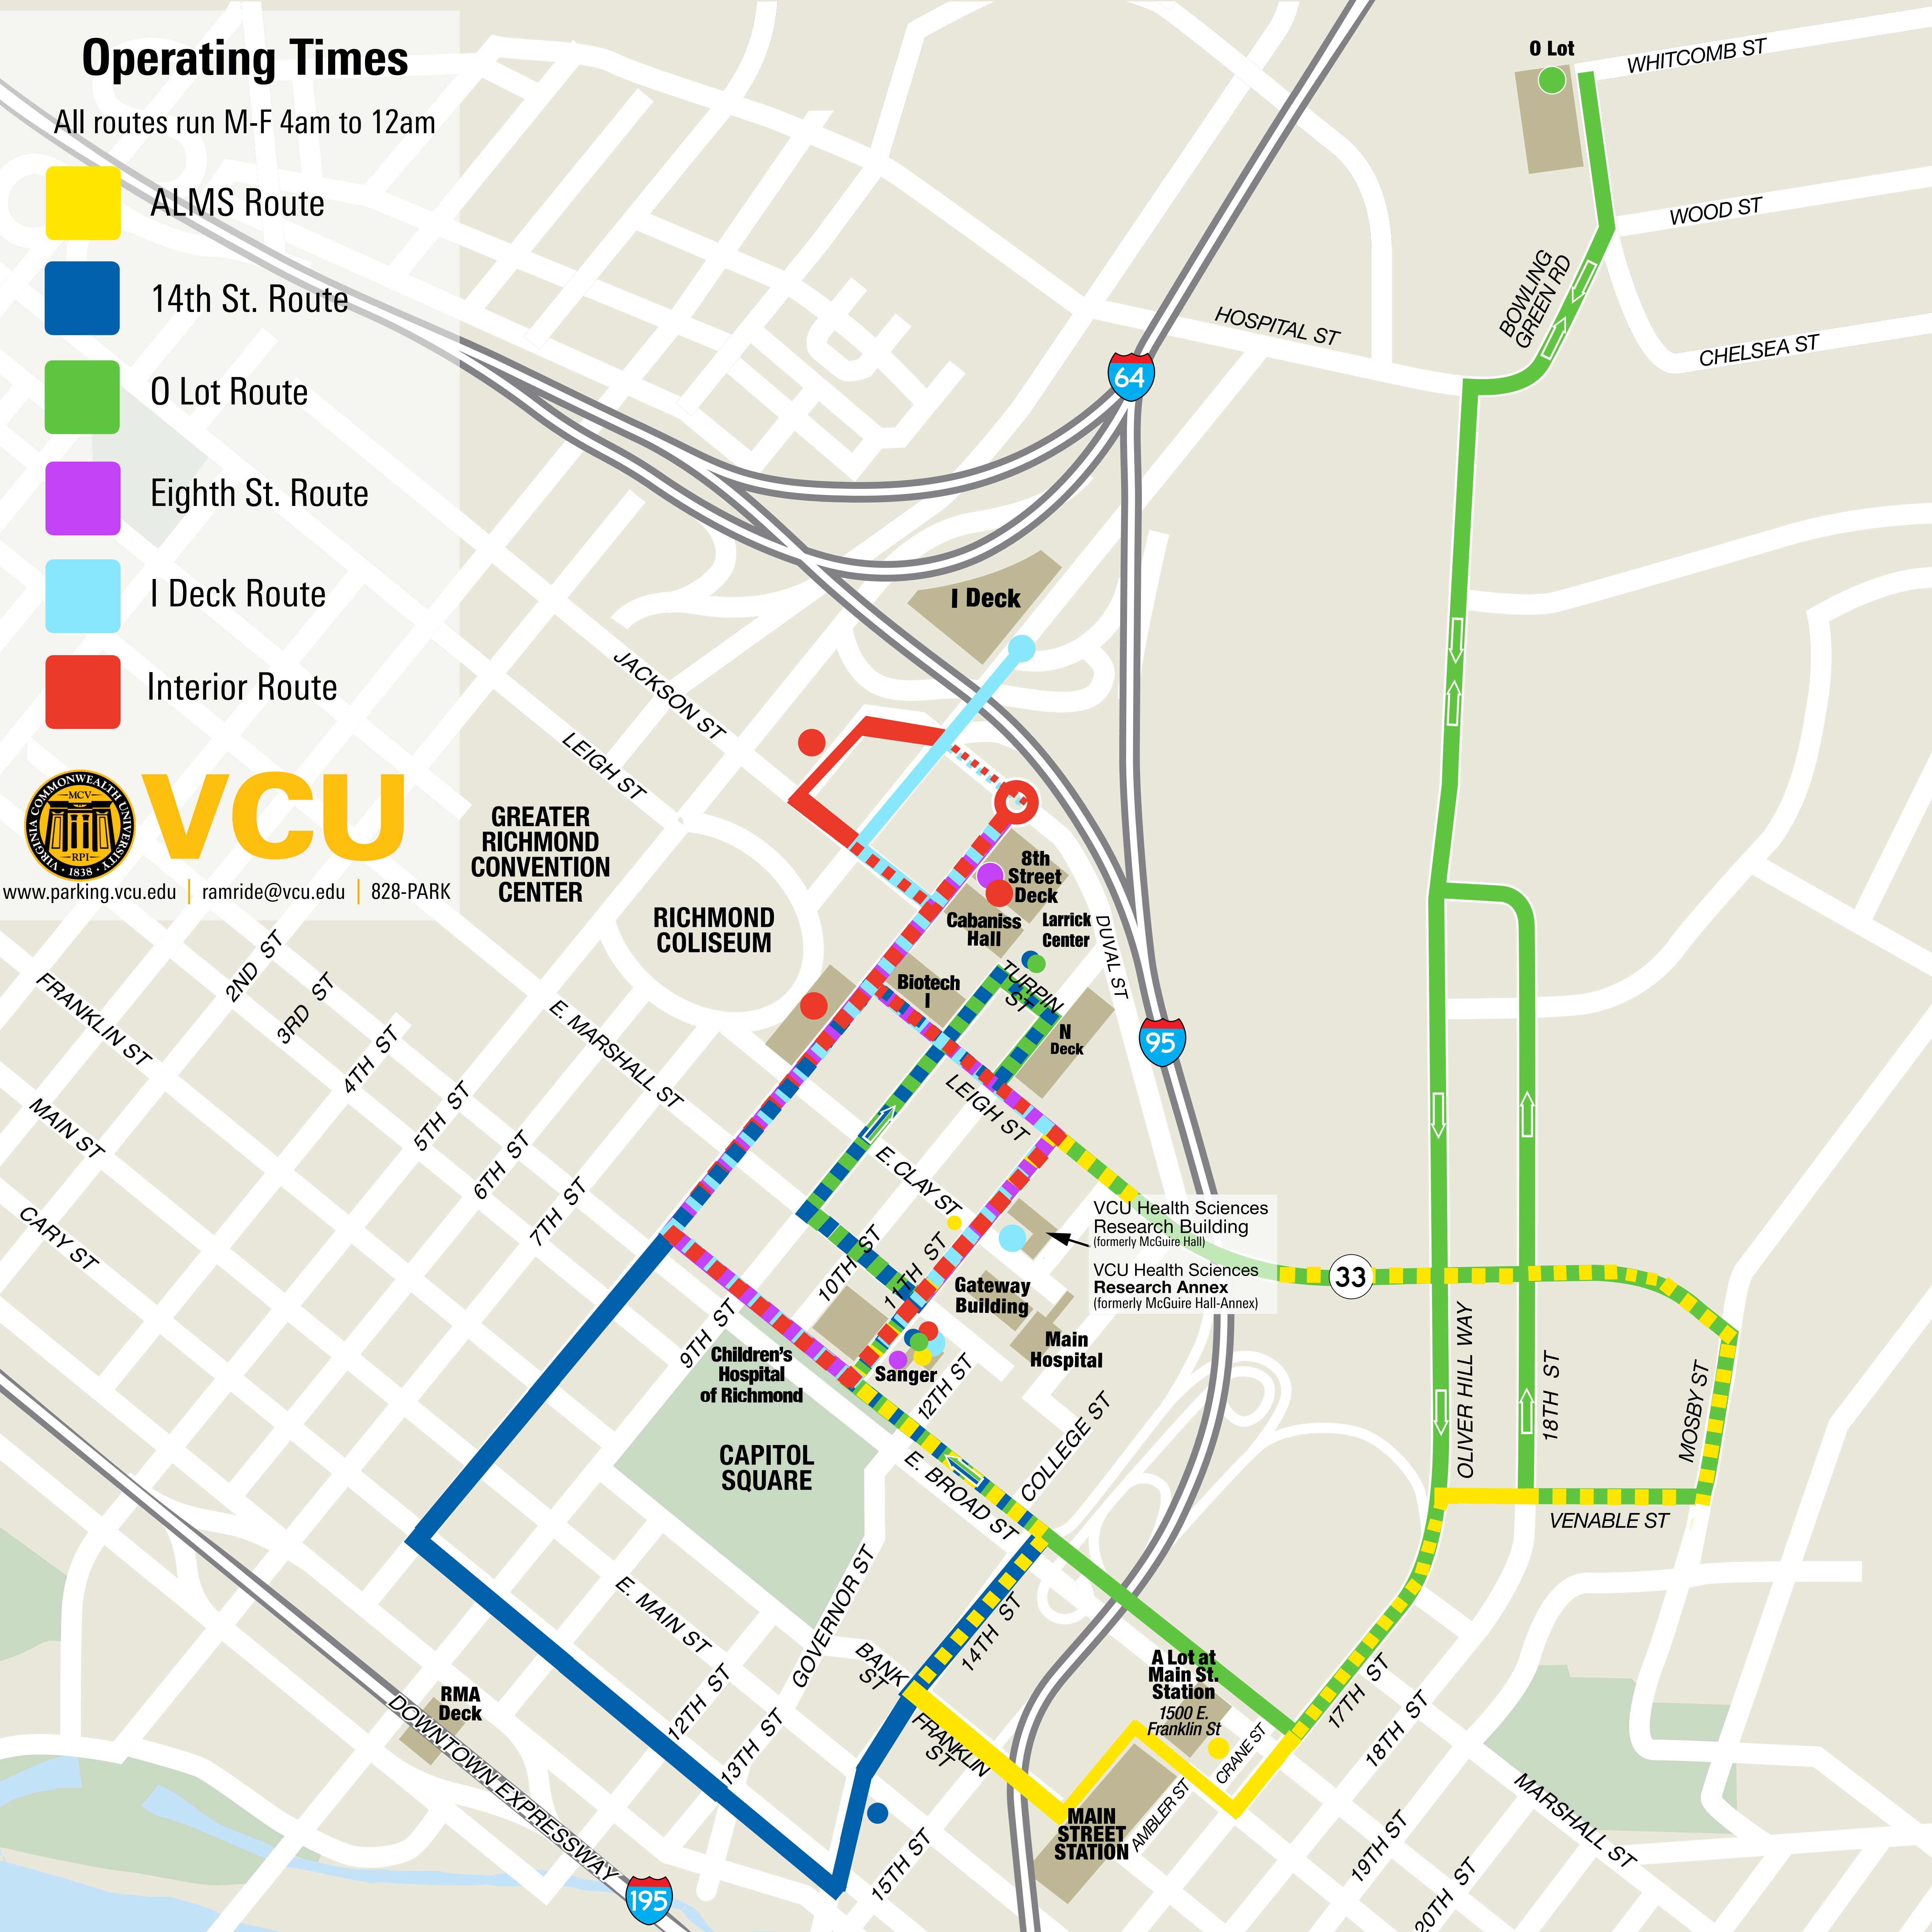 Operating Times
All routes run M-F 4am to 12am
ALMS Route
14th St. Route
O Lot Route
Eighth St. Route
I Deck Route
Interior Route
VIRGINIA COMMONWEALTH UNIVERSITY
MCV
RPI
1838
VCU
www.parking.vcu.edu | ramride@vcu.edu | 828-PARK
O Lot
WHITCOMB ST
WOOD ST
BOWLING
GREEN RD
CHELSEA ST
HOSPITAL ST
64
I Deck
JACKSON ST
LEIGH ST
GREATER
RICHMOND
CONVENTION
CENTER
RICHMOND
COLISEUM
8th
Street
Deck
Cabaniss
Hall
Larrick
Center
DUVAL ST
Biotech
I
TURPIN
ST
N
Deck
95
2ND ST
3RD ST
4TH ST
5TH ST
6TH ST
7TH ST
FRANKLIN ST
MAIN ST
CARY ST
E. MARSHALL ST
LEIGH ST
E. CLAY ST
VCU Health Sciences
Research Building
(formerly McGuire Hall)
VCU Health Sciences
Research Annex
(formerly McGuire Hall-Annex)
33
9TH ST
10TH ST
11TH ST
Gateway
Building
Main
Hospital
Children's
Hospital
of Richmond
Sanger
12TH ST
COLLEGE ST
CAPITOL
SQUARE
E. BROAD ST
OLIVER HILL WAY
18TH ST
MOSBY ST
VENABLE ST
E. MAIN ST
GOVERNOR ST
BANK
ST
14TH ST
A Lot at
Main St.
Station
1500 E.
Franklin St
RMA
Deck
DOWNTOWN EXPRESSWAY
12TH ST
13TH ST
FRANKLIN
ST
CRANE ST
AMBLER ST
MAIN
STREET
STATION
15TH ST
17TH ST
18TH ST
19TH ST
20TH ST
MARSHALL ST
195